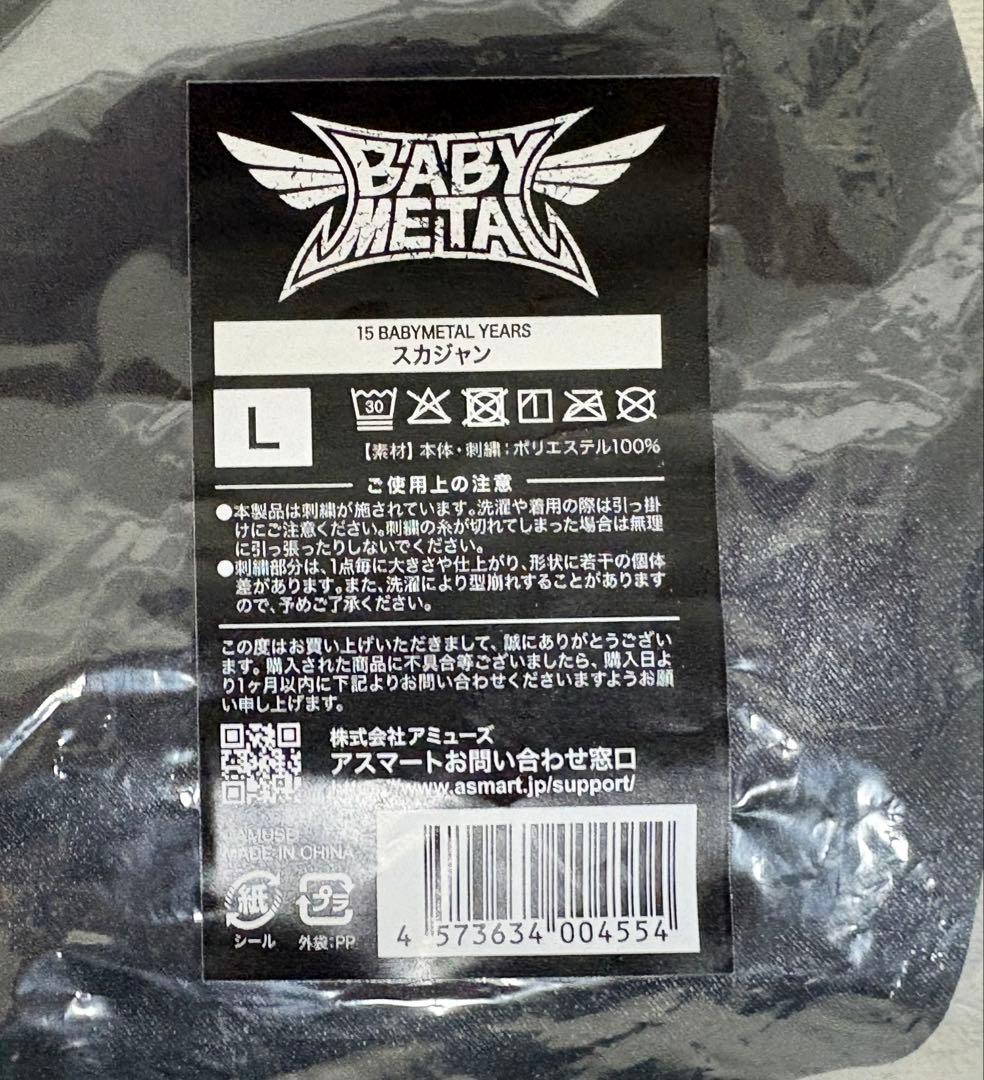 BABY
METAL
15 BABYMETAL YEARS
スカジャン
L
30
【素材】本体・刺繍：ポリエステル100%
ご使用上の注意
●本製品は刺繍が施されています。洗濯や着用の際は引っ掛
けにご注意ください。刺繍の糸が切れてしまった場合は無理
に引っ張ったりしないでください。
●刺繍部分は、1点毎に大きさや仕上がり、形状に若干の個体
差があります。また、洗濯により型崩れすることがあります
ので、予めご了承ください。
この度はお買い上げいただきまして、誠にありがとうござい
ます。購入された商品に不具合等ございましたら、購入日よ
り1ヶ月以内に下記よりお問い合わせくださいますようお願
い申し上げます。
株式会社アミューズ
アスマートお問い合わせ窓口
https://www.asmart.jp/support/
AMUSE
MADE IN CHINA
紙
プラ
シール
外袋:PP
4 573634 004554